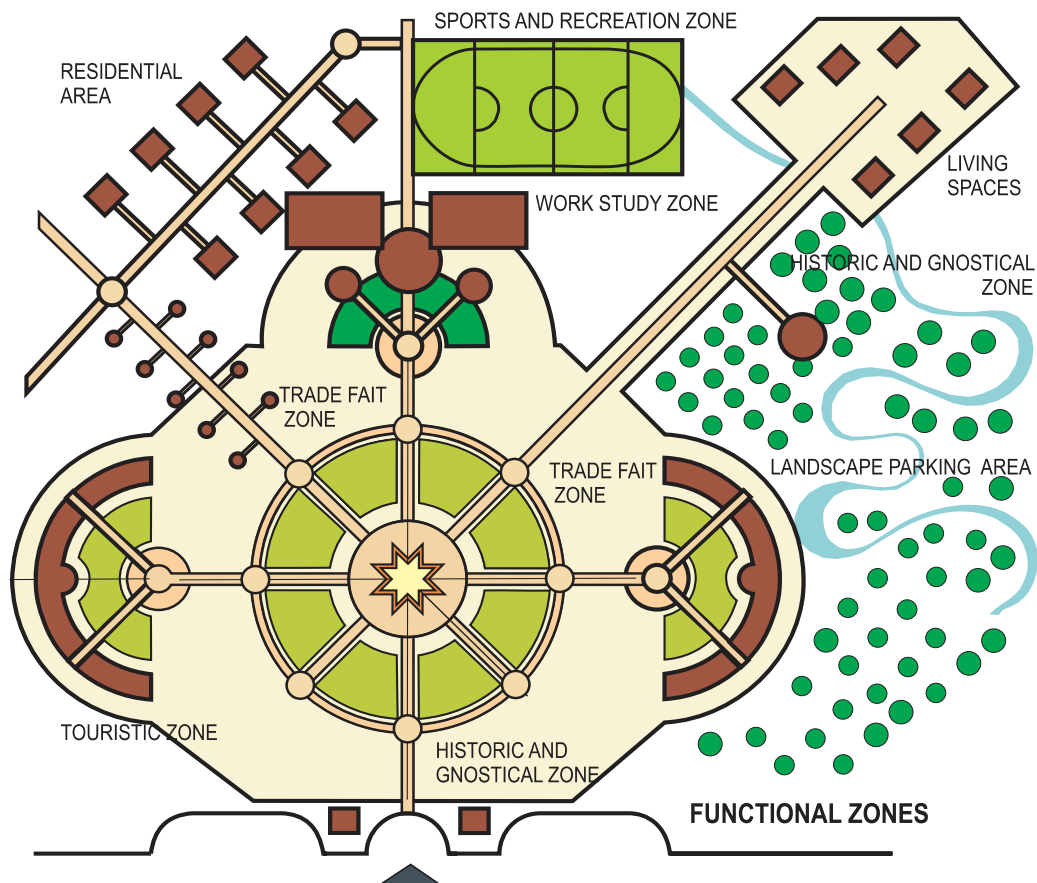 SPORTS AND RECREATION ZONE
RESIDENTIAL
AREA
LIVING
SPACES
WORK STUDY ZONE
HISTORIC AND GNOSTICAL
ZONE
TRADE FAIT
ZONE
TRADE FAIT
ZONE
LANDSCAPE PARKING AREA
TOURISTIC ZONE
HISTORIC AND
GNOSTICAL ZONE
FUNCTIONAL ZONES